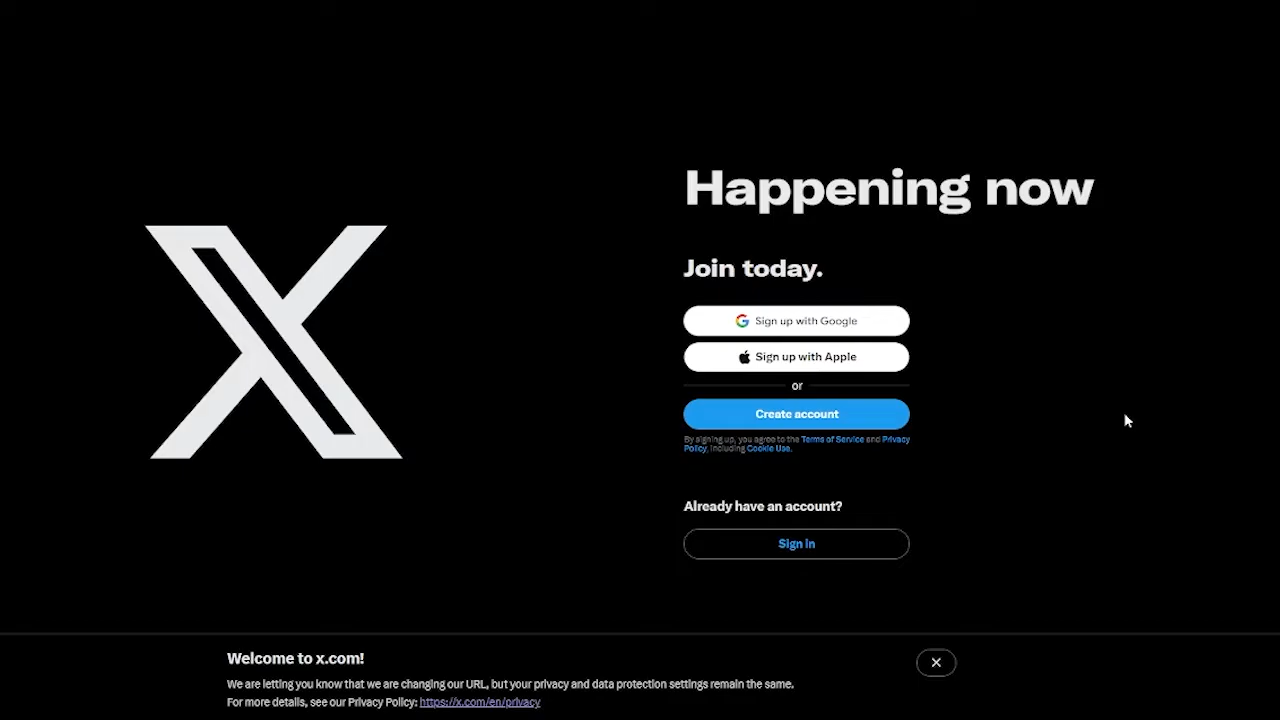 Happening now
Join today.
Sign up with Google
Sign up with Apple
or
Create account
By signing up, you agree to the Terms of Service and Privacy
Policy, including Cookie Use.
Already have an account?
Sign in
Welcome to x.com!
We are letting you know that we are changing our URL, but your privacy and data protection settings remain the same.
For more details, see our Privacy Policy: https://x.com/en/privacy